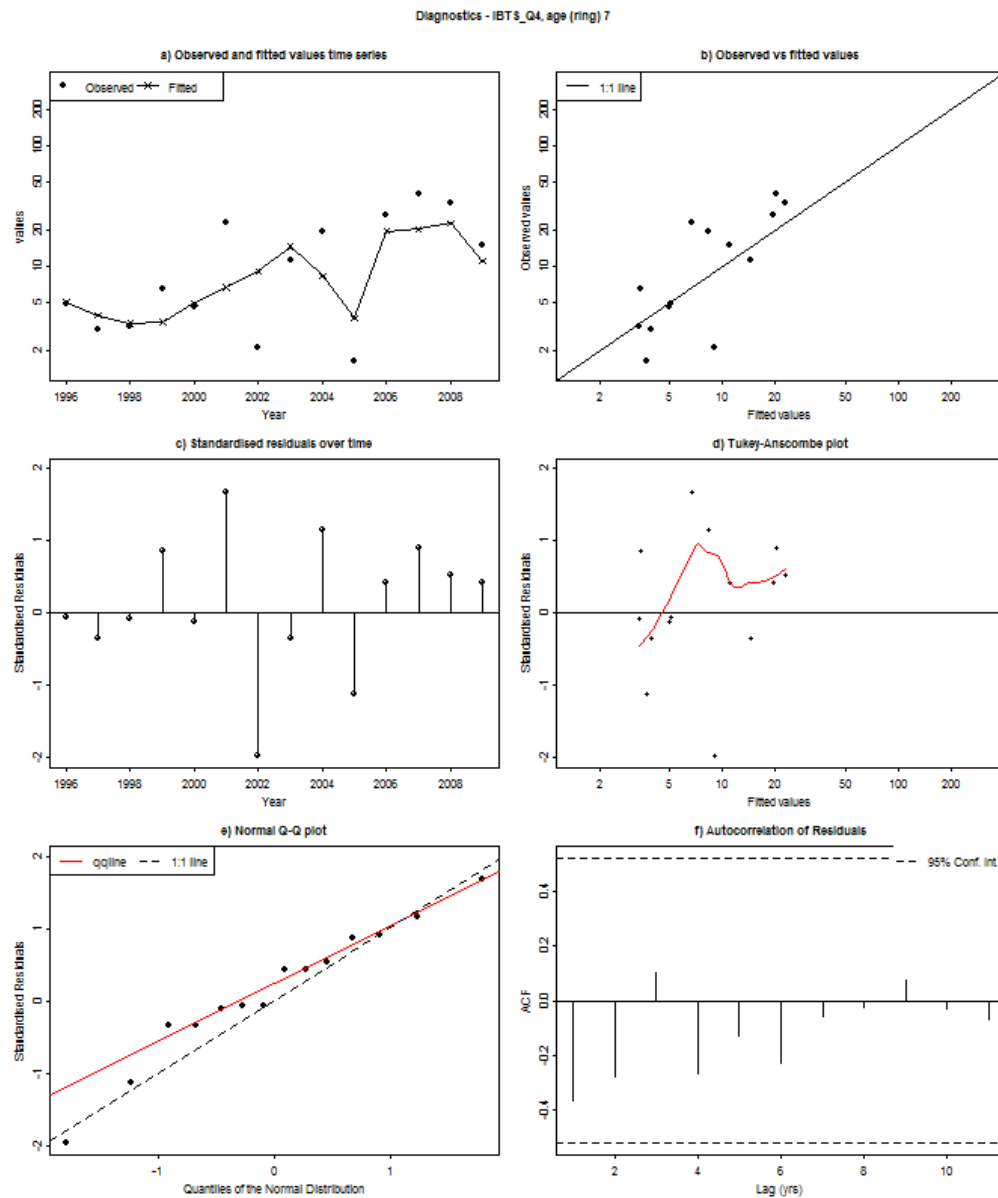 Diagnostics - IBTS_Q4, age (ring) 7
a) Observed and fitted values time series
Observed Fitted
values
2 5 10 20 50 100 200
1996 1998 2000 2002 2004 2006 2008
Year
b) Observed vs fitted values
1:1 line
Observed values
2 5 10 20 50 100 200
2 5 10 20 50 100 200
Fitted values
c) Standardised residuals over time
Standardised Residuals
-2 -1 0 1 2
1996 1998 2000 2002 2004 2006 2008
Year
d) Tukey-Anscombe plot
Standardised Residuals
-2 -1 0 1 2
2 5 10 20 50 100 200
Fitted values
e) Normal Q-Q plot
qqline 1:1 line
Standardised Residuals
-2 -1 0 1 2
-1 0 1
Quantiles of the Normal Distribution
f) Autocorrelation of Residuals
95% Conf. Int.
ACF
-0.4 -0.2 0.0 0.2 0.4
2 4 6 8 10
Lag (yrs)